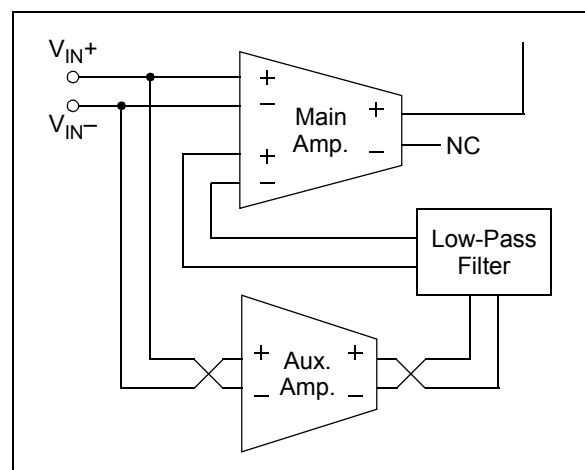 V_IN+
V_IN−
+
−
Main
Amp.
+
−
+
−
NC
Low-Pass
Filter
+
−
Aux.
Amp.
+
−